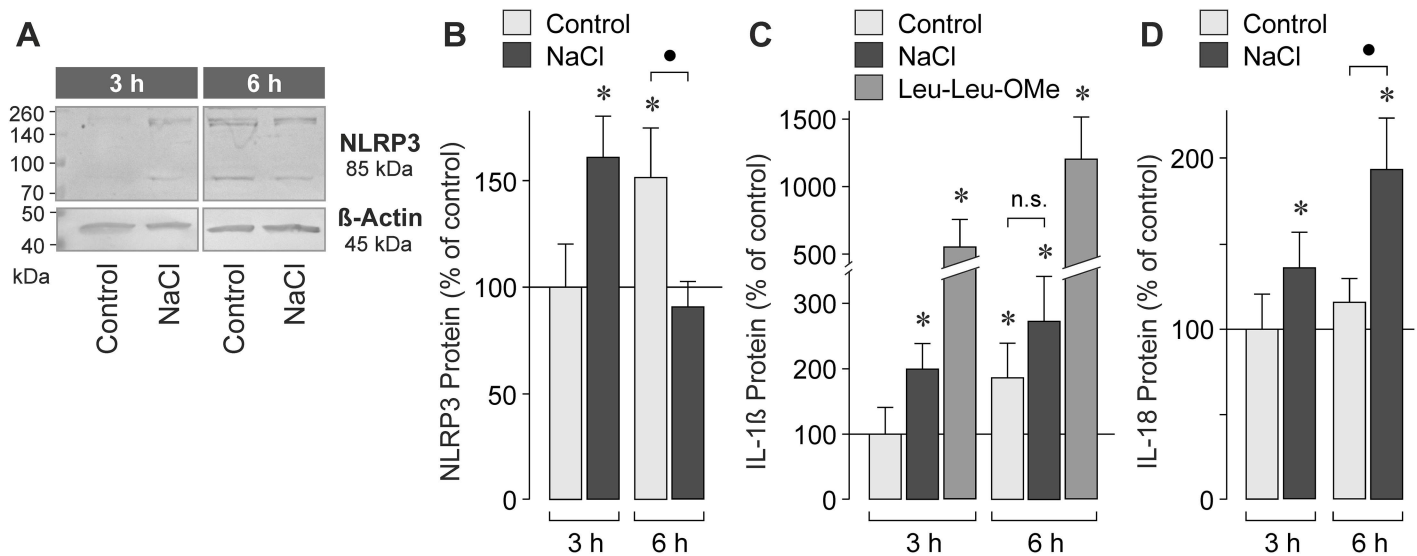 A
3 h 6 h
260
140
100
70
50
40
kDa
NLRP3
85 kDa
ß-Actin
45 kDa
Control
NaCl
Control
NaCl
B
Control
NaCl
•
* *
NLRP3 Protein (% of control)
150
100
50
0
3 h 6 h
C
Control
NaCl
Leu-Leu-OMe
IL-1ß Protein (% of control)
1500
1000
500
300
200
100
0
* *
n.s.
* * *
3 h 6 h
D
Control
NaCl
•
* *
IL-18 Protein (% of control)
200
100
0
3 h 6 h